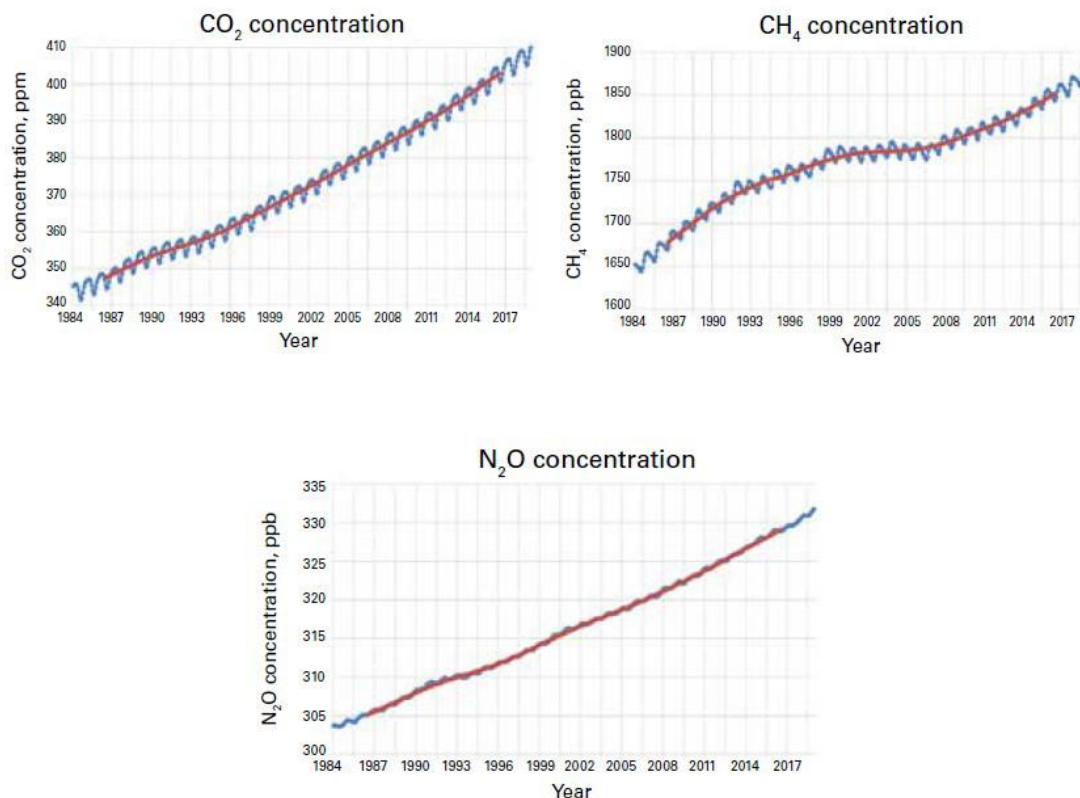 CO₂ concentration
CO₂ concentration, ppm
410
400
390
380
370
360
350
340
1984 1987 1990 1993 1996 1999 2002 2005 2008 2011 2014 2017
Year
CH₄ concentration
CH₄ concentration, ppb
1900
1850
1800
1750
1700
1650
1600
1984 1987 1990 1993 1996 1999 2002 2005 2008 2011 2014 2017
Year
N₂O concentration
N₂O concentration, ppb
335
330
325
320
315
310
305
300
1984 1987 1990 1993 1996 1999 2002 2005 2008 2011 2014 2017
Year